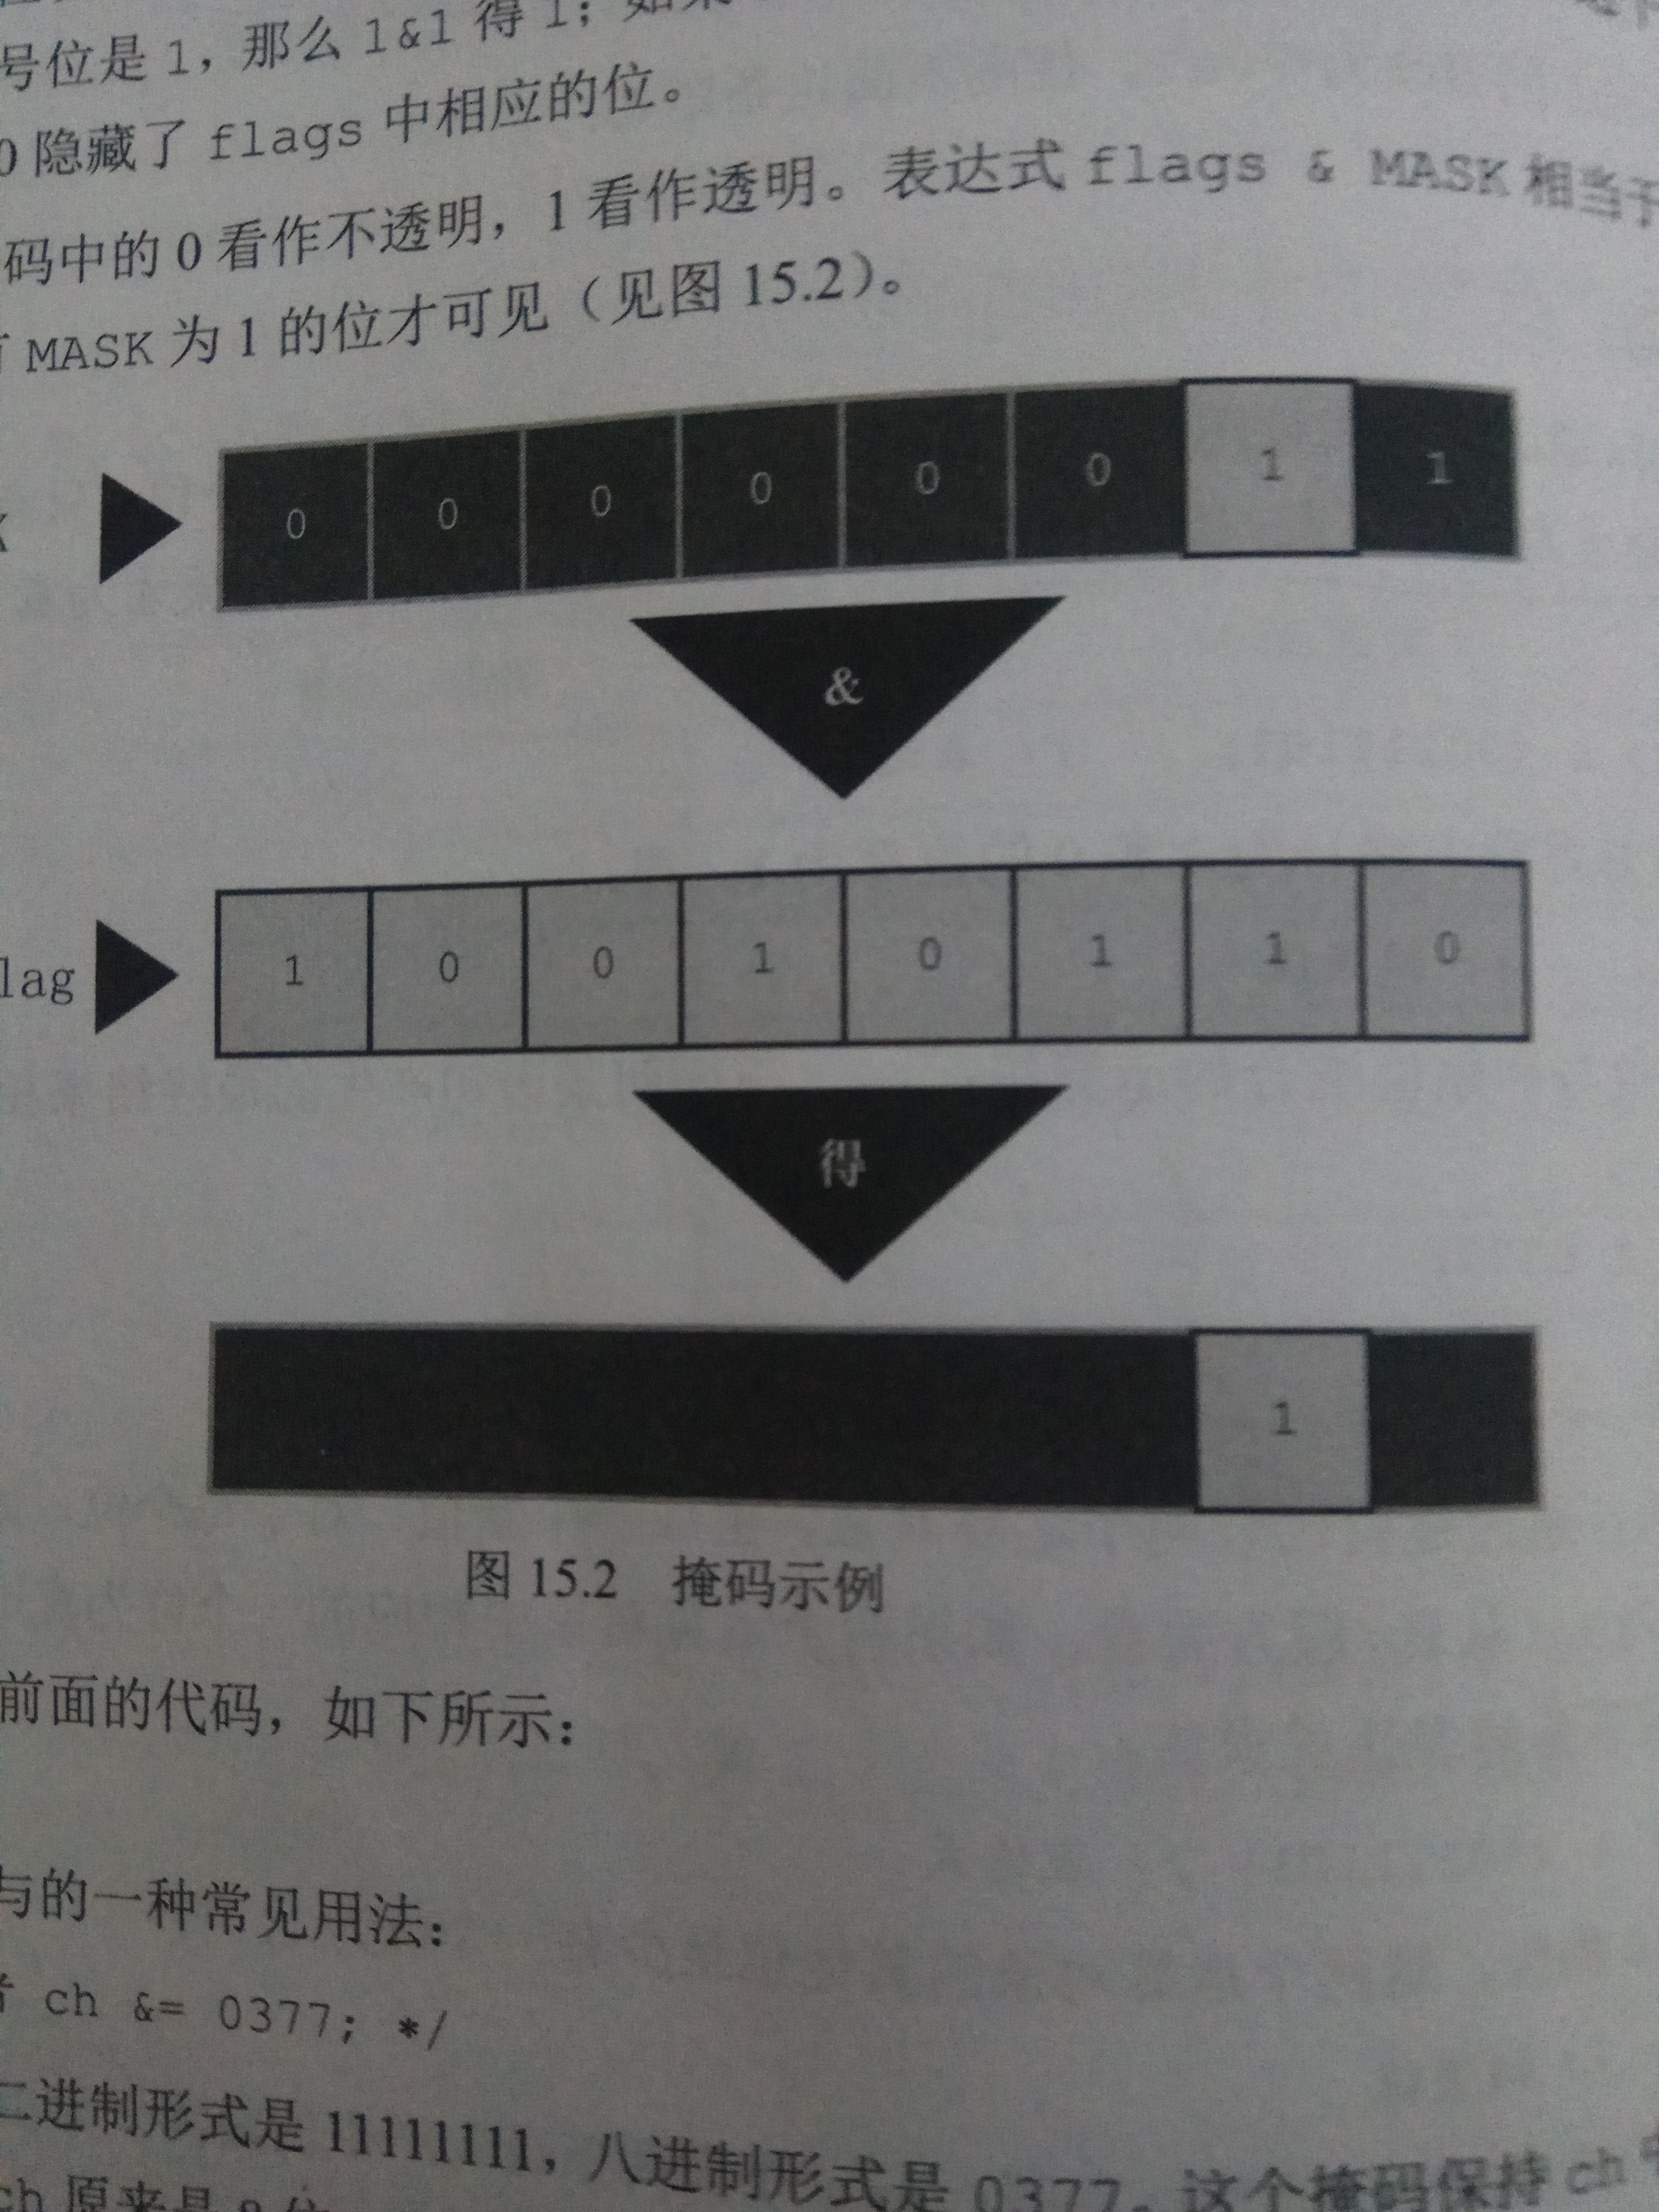 号位是 1，那么 1&1 得 1；如果
0 隐藏了 flags 中相应的位。
码中的 0 看作不透明，1 看作透明。表达式 flags & MASK 相当于
MASK 为 1 的位才可见（见图 15.2）。
0 0 0 0 0 0 1 1
&
lag 1 0 0 1 0 1 1 0
得
1
图 15.2 掩码示例
前面的代码，如下所示：
与的一种常见用法：
ch &= 0377; */
二进制形式是 11111111，八进制形式是 0377。这个掩码保持 ch
ch 原来是 8 位